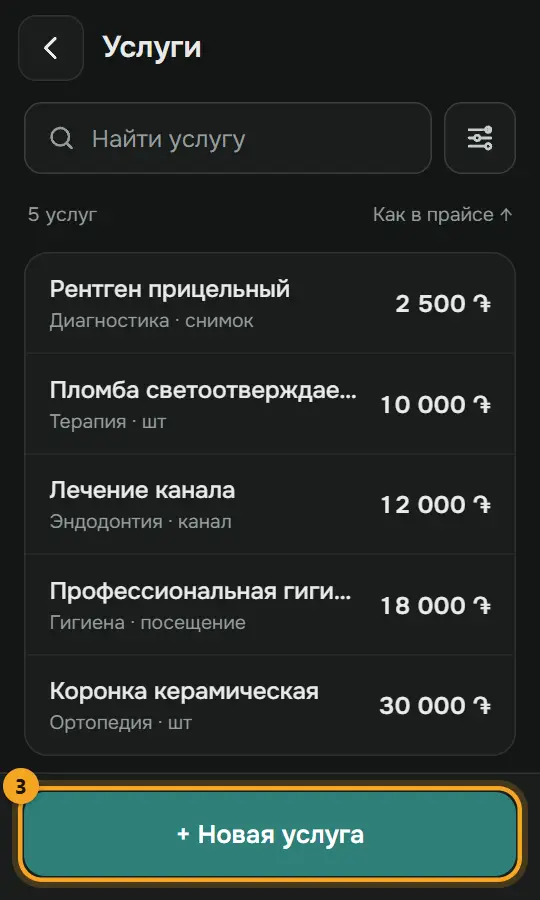 Услуги
Найти услугу
5 услуг
Как в прайсе ↑
Рентген прицельный
2 500 ֏
Диагностика · снимок
Пломба светоотверждае...
10 000 ֏
Терапия · шт
Лечение канала
12 000 ֏
Эндодонтия · канал
Профессиональная гиги...
18 000 ֏
Гигиена · посещение
Коронка керамическая
30 000 ֏
Ортопедия · шт
3
+ Новая услуга